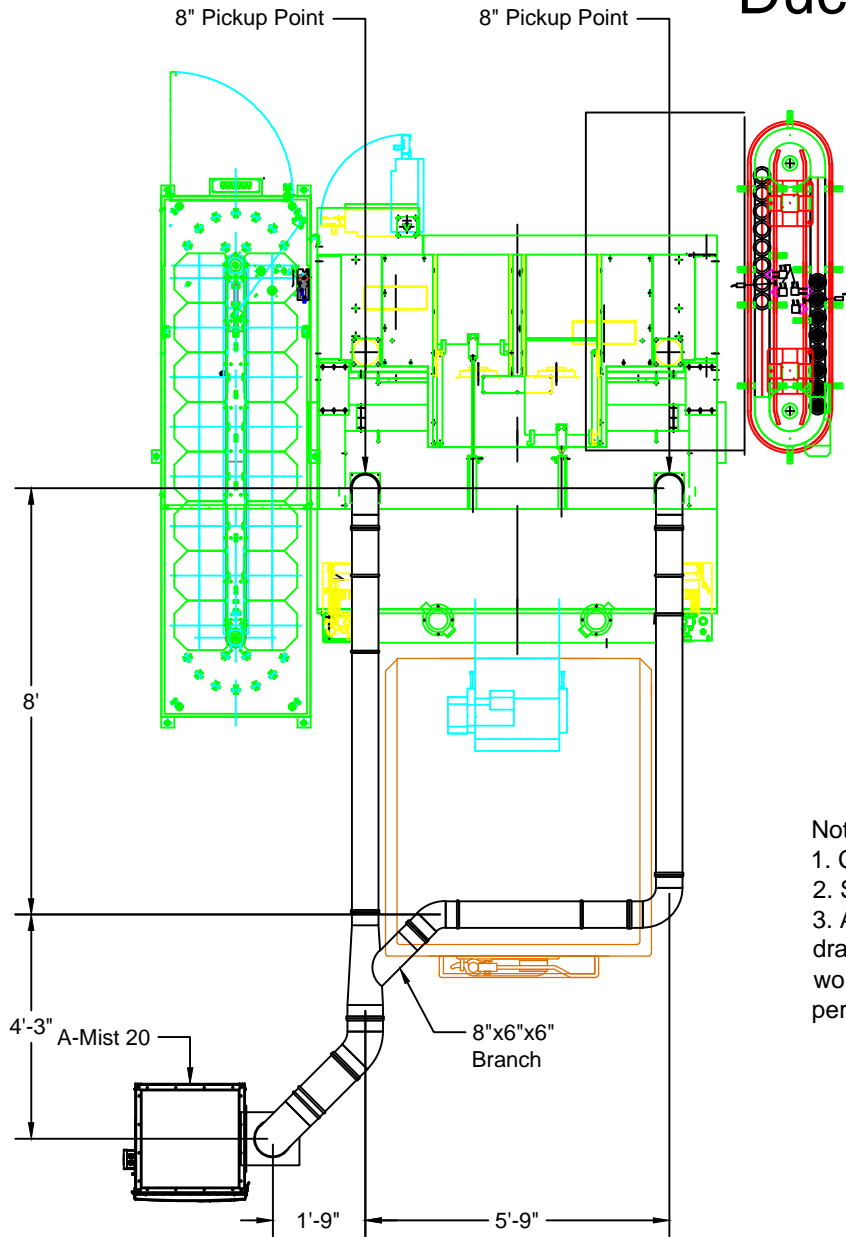 Duc
8" Pickup Point
8" Pickup Point
8'
Not
1. C
2. S
3. A
dra
wo
per
4'-3"
A-Mist 20
8"x6"x6"
Branch
1'-9"
5'-9"